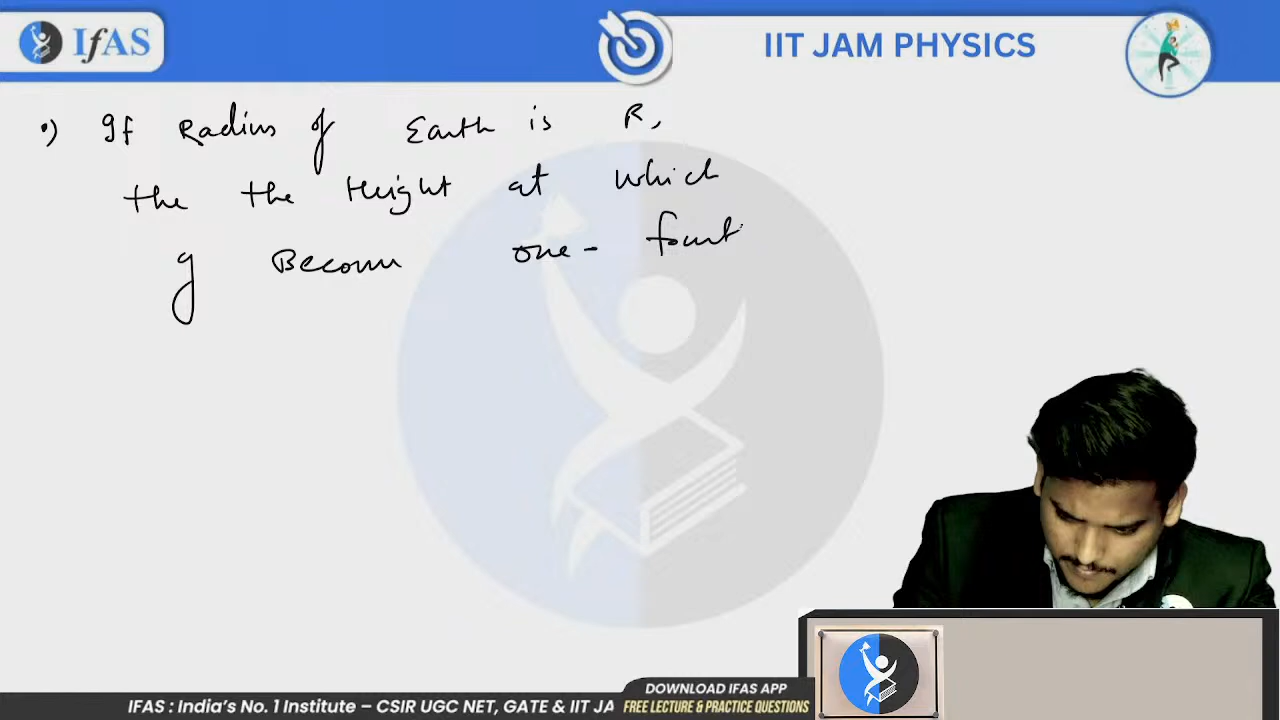 IfAS
IIT JAM PHYSICS
•) If Radius of Earth is R,
the the Height at which
g Become one-fourt
DOWNLOAD IFAS APP
IFAS : India's No. 1 Institute – CSIR UGC NET, GATE & IIT JA
FREE LECTURE & PRACTICE QUESTIONS